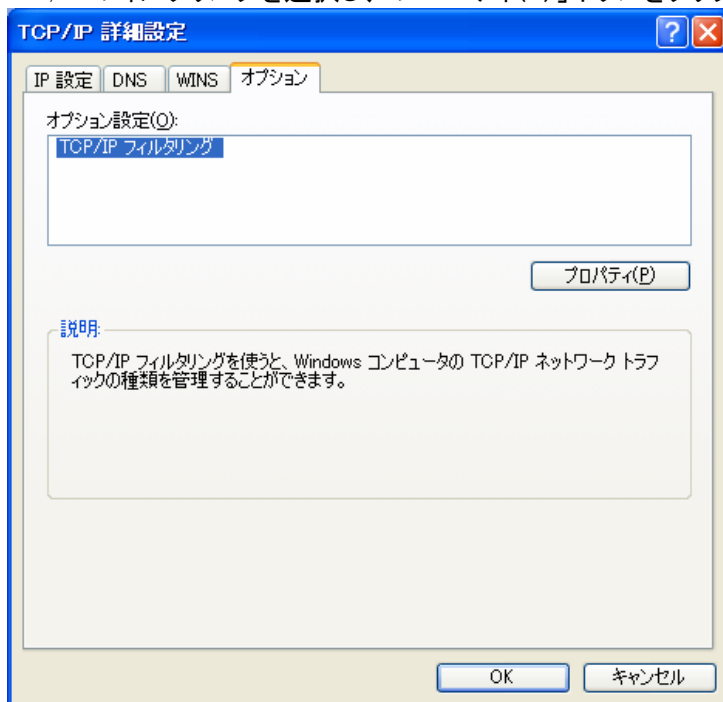 TCP/IP 詳細設定
IP 設定 DNS WINS オプション
オプション設定(O):
TCP/IP フィルタリング
プロパティ(P)
説明:
TCP/IP フィルタリングを使うと、Windows コンピュータの TCP/IP ネットワーク トラフ
ィックの種類を管理することができます。
OK キャンセル